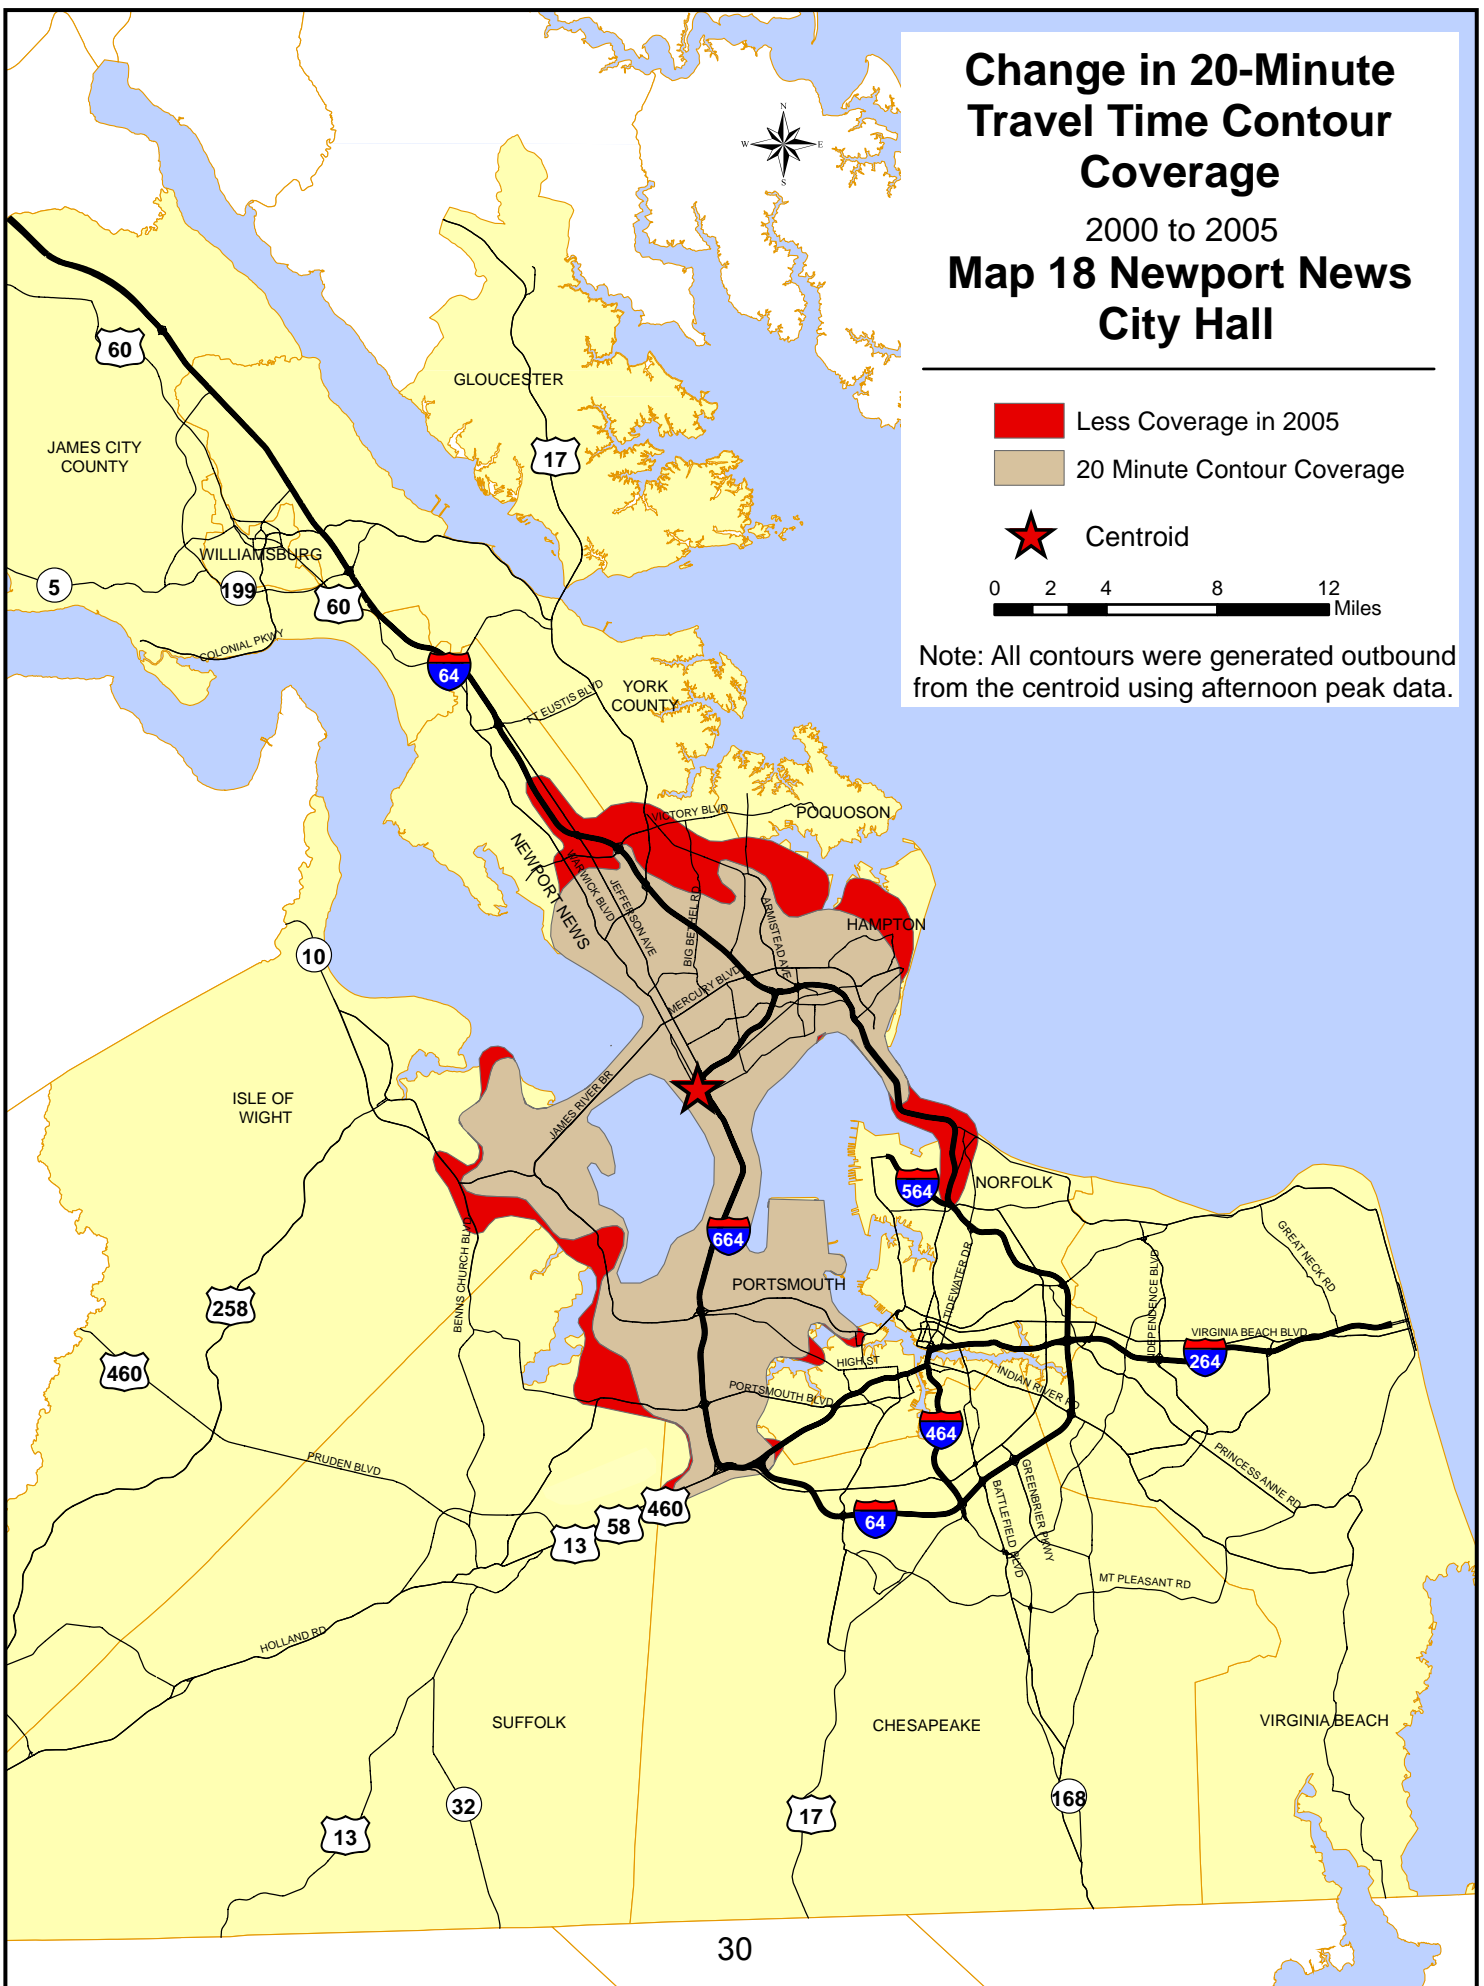 Change in 20-Minute
Travel Time Contour
Coverage
2000 to 2005
Map 18 Newport News
City Hall
Less Coverage in 2005
20 Minute Contour Coverage
Centroid
0 2 4 8 12
Miles
Note: All contours were generated outbound
from the centroid using afternoon peak data.
N
W E
S
60
GLOUCESTER
JAMES CITY
COUNTY
17
WILLIAMSBURG
5
199
60
COLONIAL PKWY
64
FT EUSTIS BLVD
YORK
COUNTY
VICTORY BLVD
POQUOSON
NEWPORT NEWS
WARWICK BLVD
JEFFERSON AVE
BIG BETHEL RD
ARMISTEAD AVE
HAMPTON
MERCURY BLVD
10
ISLE OF
WIGHT
JAMES RIVER BR
564
NORFOLK
664
BENNS CHURCH BLVD
TIDEWATER DR
INDEPENDENCE BLVD
GREAT NECK RD
PORTSMOUTH
258
VIRGINIA BEACH BLVD
264
HIGH ST
460
INDIAN RIVER RD
PORTSMOUTH BLVD
464
PRUDEN BLVD
PRINCESS ANNE RD
GREENBRIER PKWY
BATTLEFIELD BLVD
460
58
13
64
MT PLEASANT RD
HOLLAND RD
SUFFOLK
CHESAPEAKE
VIRGINIA BEACH
32
13
17
168
30